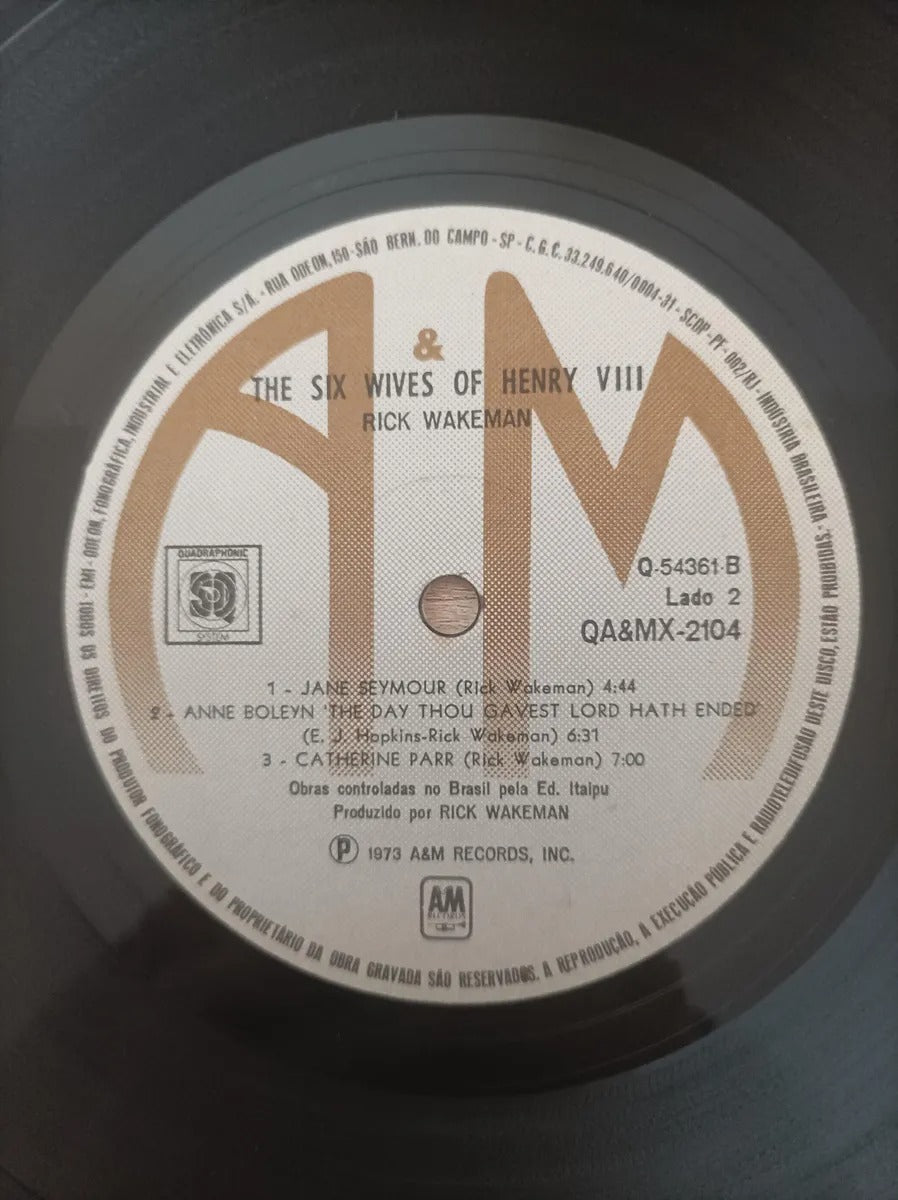 EMI - ODEON, FONOGRÁFICA, INDUSTRIAL E ELETRÔNICA S/A. - RUA ODEON, 150 - SÃO BERN. DO CAMPO - SP - C.G.C. 33.249.640/0004-31 - SCDP - PF - 002/RJ - INDÚSTRIA BRASILEIRA -
A & M
THE SIX WIVES OF HENRY VIII
RICK WAKEMAN
QUADRAPHONIC
SQ
SYSTEM
Q-54361-B
Lado 2
QA&MX-2104
1 - JANE SEYMOUR (Rick Wakeman) 4:44
2 - ANNE BOLEYN 'THE DAY THOU GAVEST LORD HATH ENDED'
(E. J. Hopkins-Rick Wakeman) 6:31
3 - CATHERINE PARR (Rick Wakeman) 7:00
Obras controladas no Brasil pela Ed. Itaipu
Produzido por RICK WAKEMAN
Ⓟ 1973 A&M RECORDS, INC.
AM
RECORDS
TODOS OS DIREITOS DO PRODUTOR FONOGRÁFICO E DO PROPRIETÁRIO DA OBRA GRAVADA SÃO RESERVADOS. A REPRODUÇÃO, A EXECUÇÃO PÚBLICA E RADIOTELEDIFUSÃO DESTE DISCO, ESTÃO PROIBIDOS.